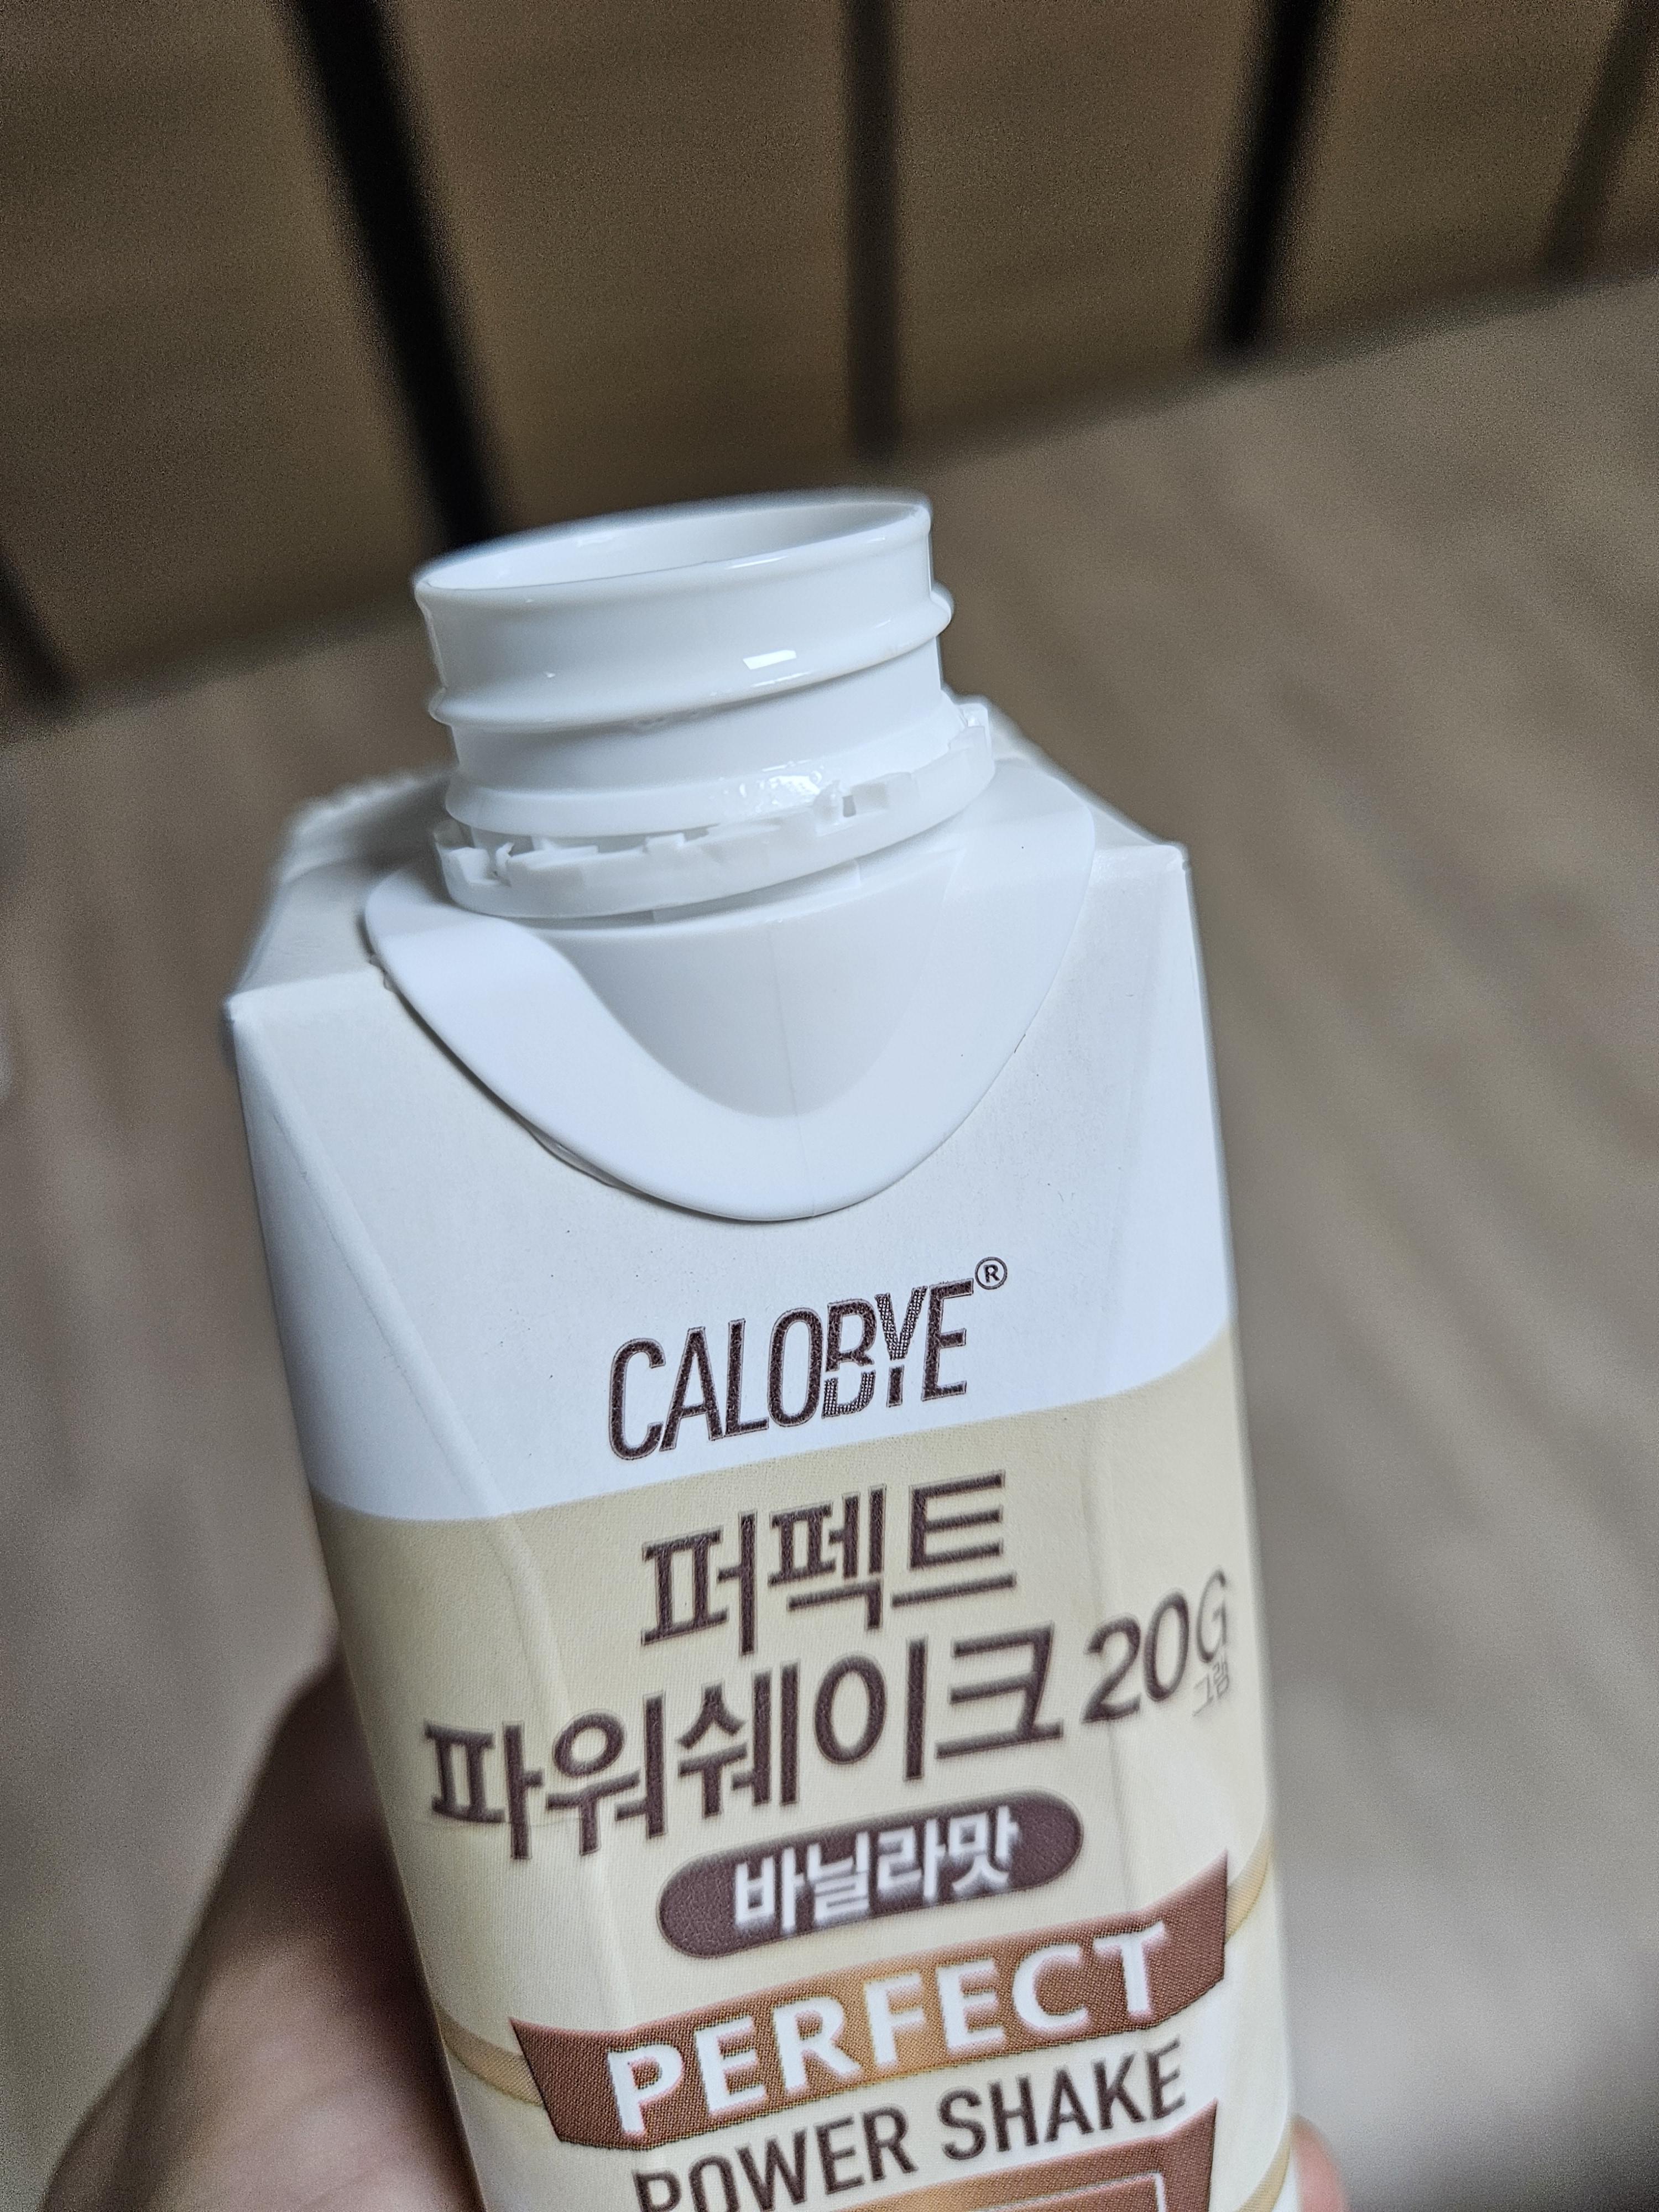 CALOBYE®
퍼펙트
파워쉐이크 20G
그램
바닐라맛
PERFECT
POWER SHAKE